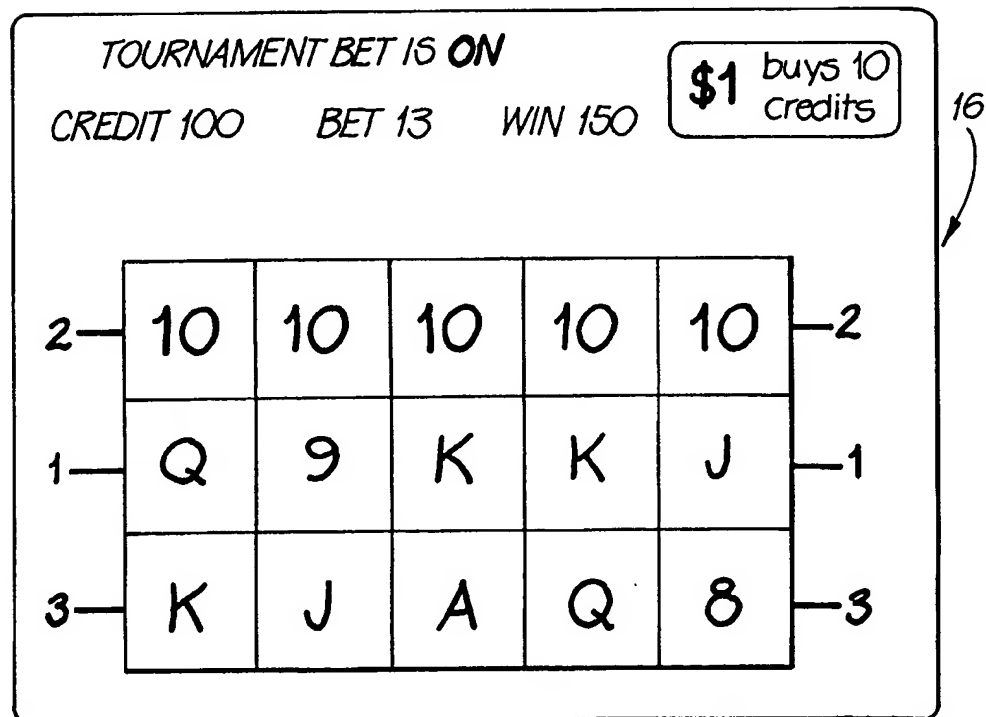 TOURNAMENT BET IS ON
$1 buys 10
credits
CREDIT 100 BET 13 WIN 150
16
2 10 10 10 10 10 2
1 Q 9 K K J 1
3 K J A Q 8 3